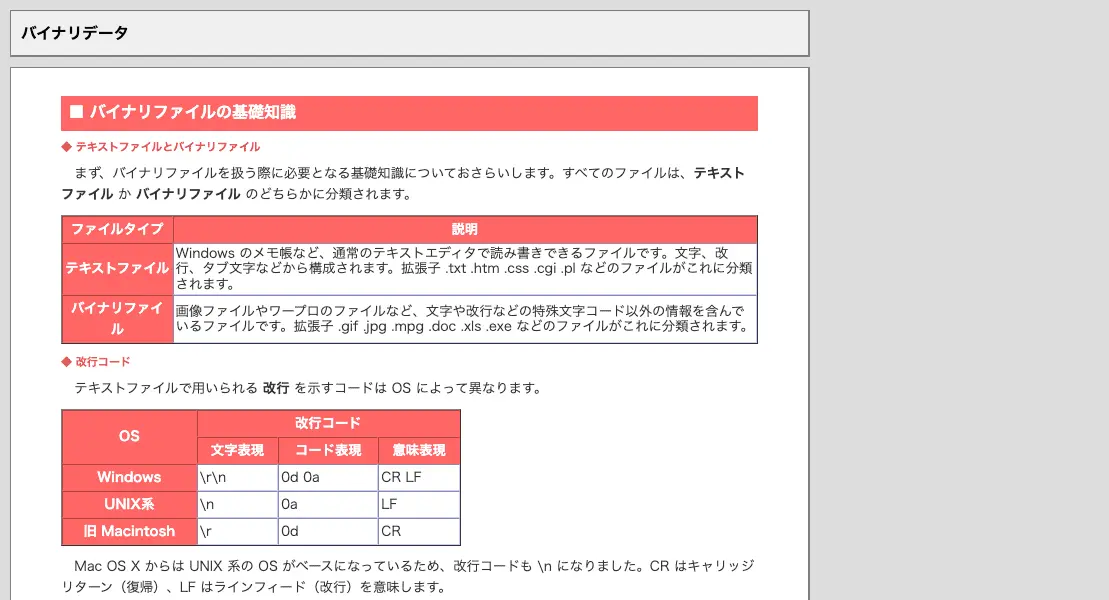 バイナリデータ
■ バイナリファイルの基礎知識
◆ テキストファイルとバイナリファイル
まず、バイナリファイルを扱う際に必要となる基礎知識についておさらいします。すべてのファイルは、テキスト
ファイル か バイナリファイル のどちらかに分類されます。
ファイルタイプ 説明
テキストファイル Windows のメモ帳など、通常のテキストエディタで読み書きできるファイルです。文字、改
行、タブ文字などから構成されます。拡張子 .txt .htm .css .cgi .pl などのファイルがこれに分類
されます。
バイナリファイ
ル
画像ファイルやワープロのファイルなど、文字や改行などの特殊文字コード以外の情報を含んで
いるファイルです。拡張子 .gif .jpg .mpg .doc .xls .exe などのファイルがこれに分類されます。
◆ 改行コード
テキストファイルで用いられる 改行 を示すコードは OS によって異なります。
OS 改行コード
文字表現 コード表現 意味表現
Windows \r\n 0d 0a CR LF
UNIX系 \n 0a LF
旧 Macintosh \r 0d CR
Mac OS X からは UNIX 系の OS がベースになっているため、改行コードも \n になりました。CR はキャリッジ
リターン（復帰）、LF はラインフィード（改行）を意味します。